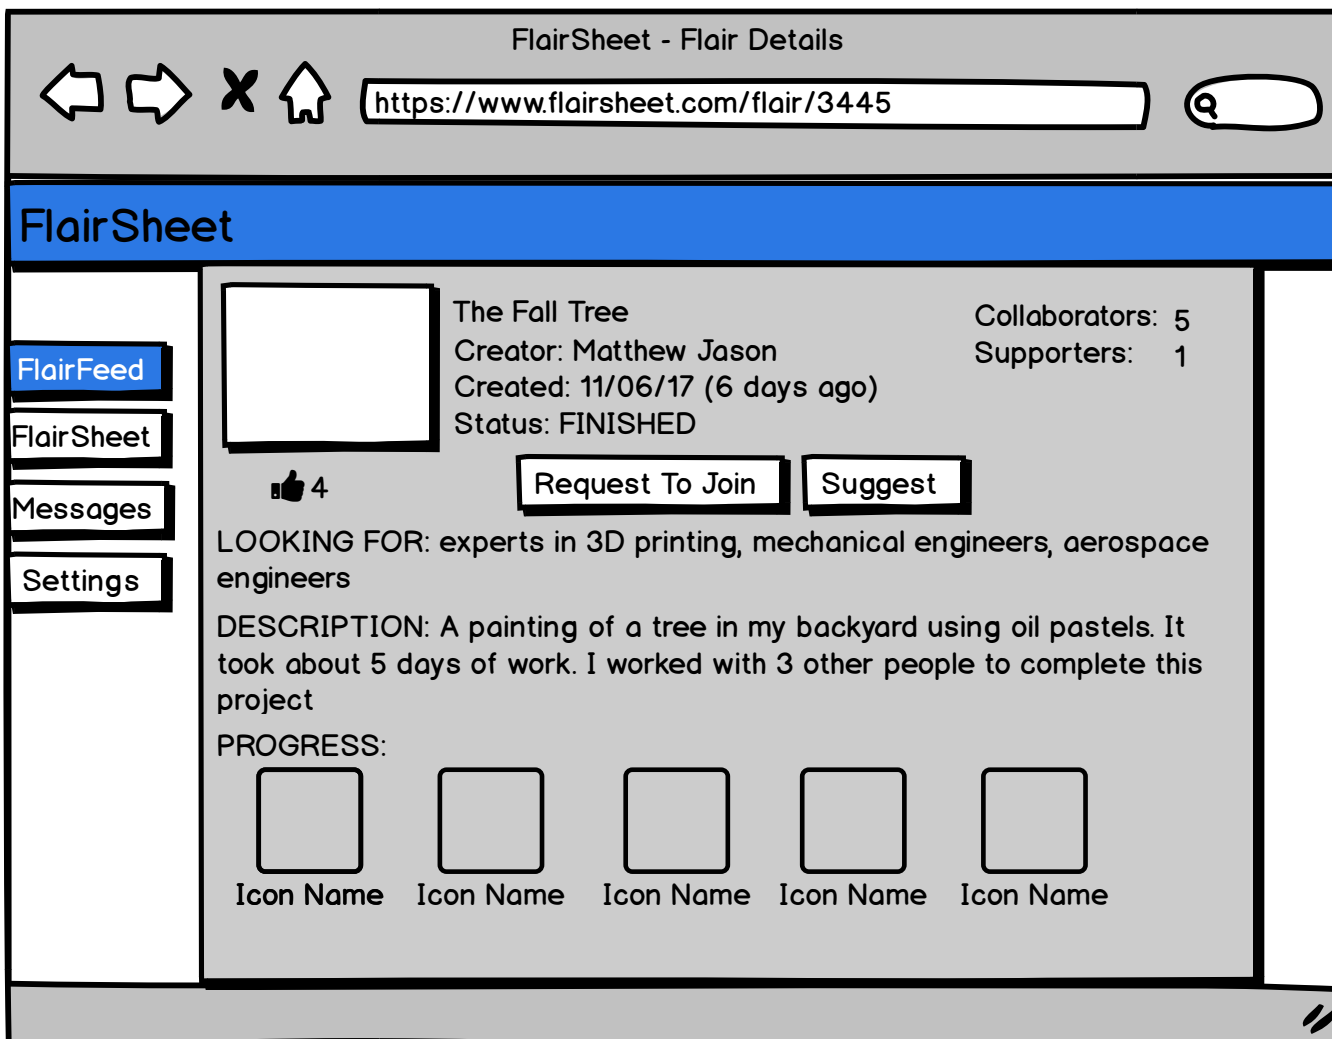 FlairSheet - Flair Details
https://www.flairsheet.com/flair/3445
FlairSheet
FlairFeed
FlairSheet
Messages
Settings
The Fall Tree
Creator: Matthew Jason
Created: 11/06/17 (6 days ago)
Status: FINISHED
Collaborators: 5
Supporters: 1
4
Request To Join
Suggest
LOOKING FOR: experts in 3D printing, mechanical engineers, aerospace
engineers
DESCRIPTION: A painting of a tree in my backyard using oil pastels. It
took about 5 days of work. I worked with 3 other people to complete this
project
PROGRESS:
Icon Name Icon Name Icon Name Icon Name Icon Name